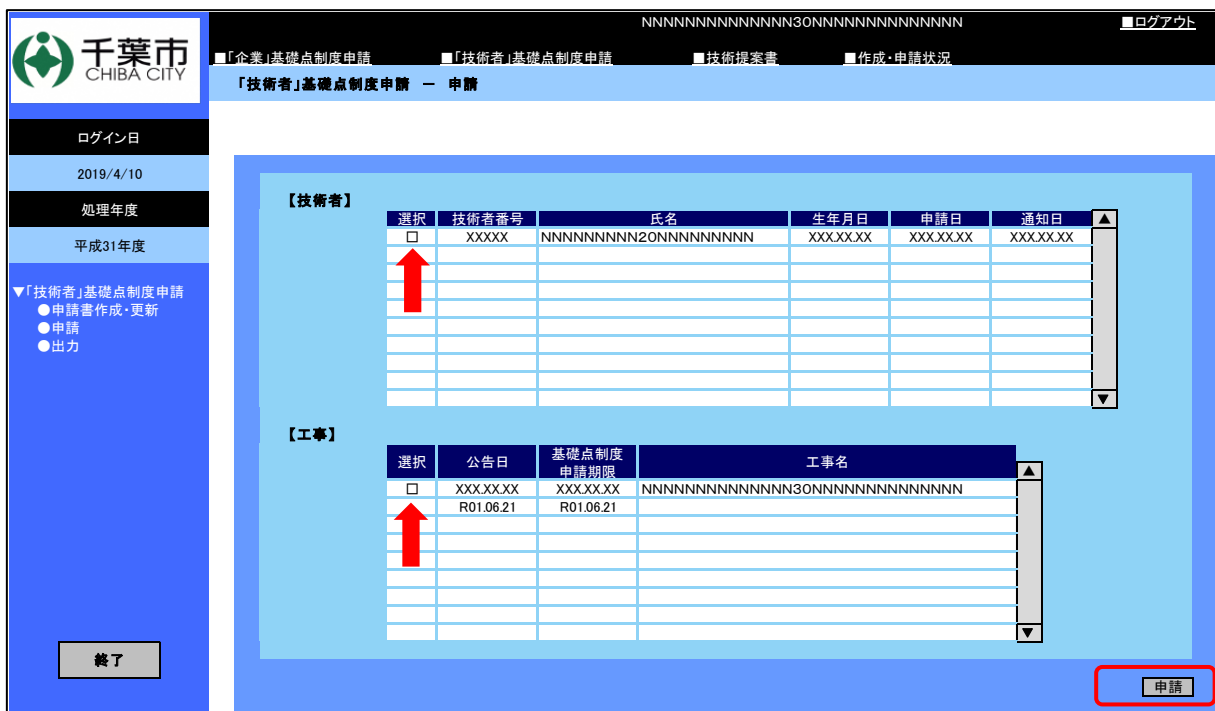 NNNNNNNNNNNNNN30NNNNNNNNNNNNNN ■ログアウト
千葉市
CHIBA CITY
■「企業」基礎点制度申請 ■「技術者」基礎点制度申請 ■技術提案書 ■作成・申請状況
「技術者」基礎点制度申請 － 申請
ログイン日
2019/4/10
処理年度
平成31年度
▼「技術者」基礎点制度申請
●申請書作成・更新
●申請
●出力
終了
【技術者】
選択 技術者番号 氏名 生年月日 申請日 通知日 ▲
□ XXXXX NNNNNNNNN20NNNNNNNNN XXX.XX.XX XXX.XX.XX XXX.XX.XX
▼
【工事】
選択 公告日 基礎点制度 工事名
申請期限 ▲
□ XXX.XX.XX XXX.XX.XX NNNNNNNNNNNNNN30NNNNNNNNNNNNNN
R01.06.21 R01.06.21
▼
申請